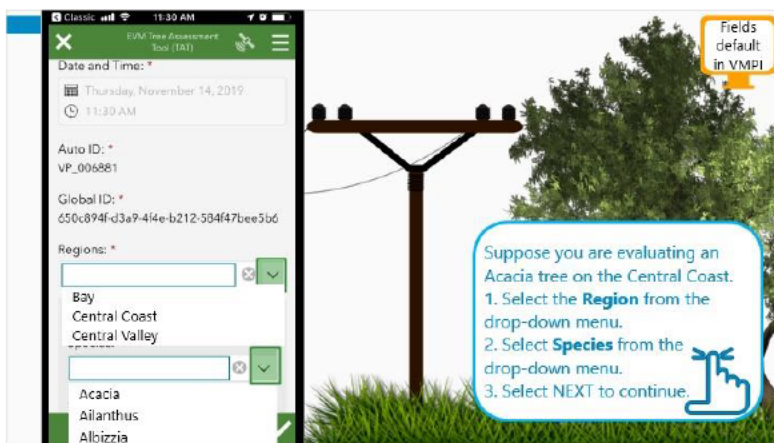 Classic 11:30 AM
EVM Tree Assessment
Tool (TAT)
Date and Time: *
Thursday, November 14, 2019
11:30 AM
Auto ID: *
VP_006881
Global ID: *
650c894f-d3a9-4f4e-b212-584f47bee5b6
Regions: *
Bay
Central Coast
Central Valley
Species:
Acacia
Ailanthus
Albizzia
Fields
default
in VMPI
Suppose you are evaluating an
Acacia tree on the Central Coast.
1. Select the Region from the
drop-down menu.
2. Select Species from the
drop-down menu.
3. Select NEXT to continue.